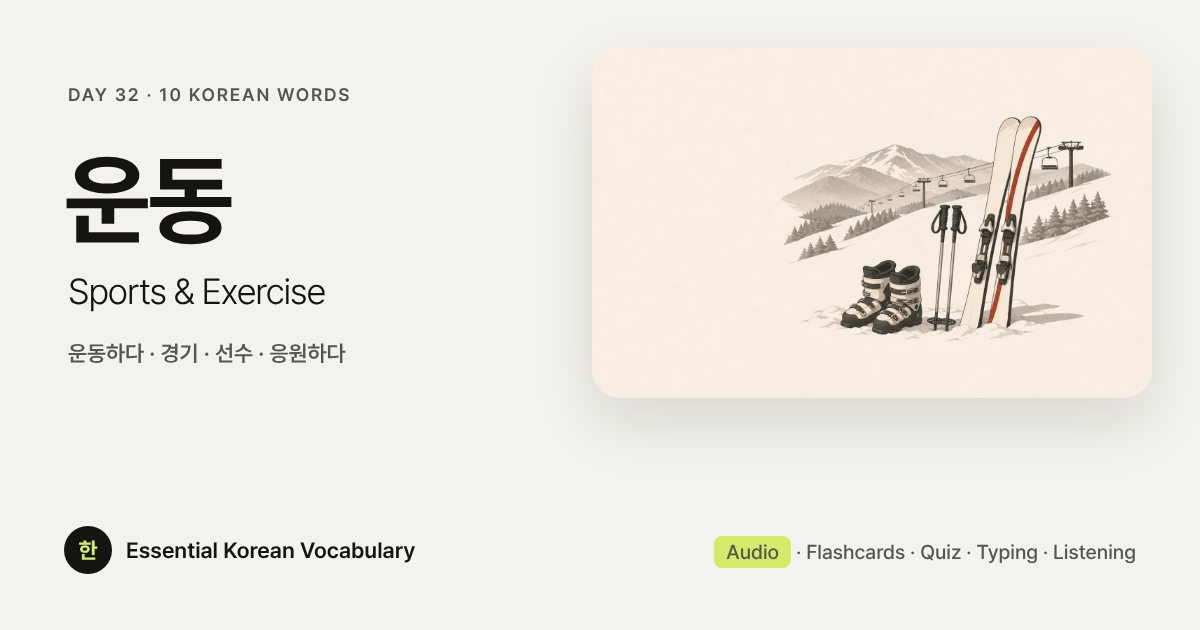 DAY 32 · 10 KOREAN WORDS
운동
Sports & Exercise
운동하다 · 경기 · 선수 · 응원하다
한 Essential Korean Vocabulary
Audio · Flashcards · Quiz · Typing · Listening